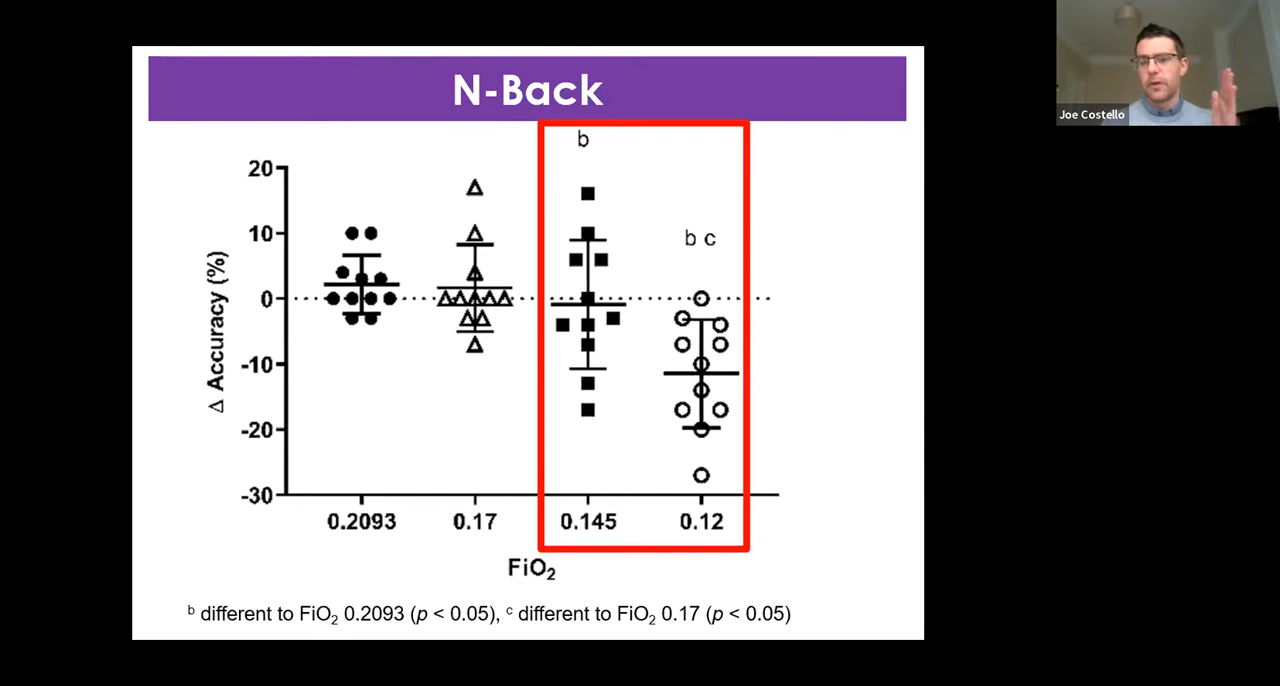 N-Back
Joe Costello
b
b c
20
10
0
-10
-20
-30
Δ Accuracy (%)
0.2093 0.17 0.145 0.12
FiO₂
ᵇ different to FiO₂ 0.2093 (p < 0.05), ᶜ different to FiO₂ 0.17 (p < 0.05)